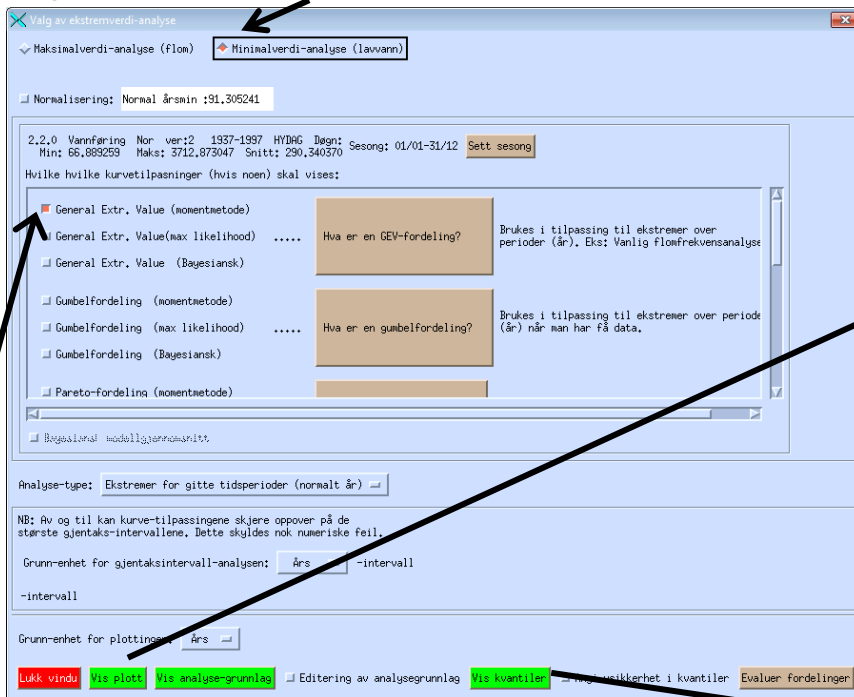 Valg av ekstremverdi-analyse
Maksimalverdi-analyse (flom) Minimalverdi-analyse (lavvann)
Normalisering: Normal årsmin :91.305241
2.2.0 Vannføring Nor ver:2 1937-1997 HYDAG Døgn:
Min: 66.889259 Maks: 3712.873047 Snitt: 290.340370 Sesong: 01/01-31/12 Sett sesong
Hvilke hvilke kurvetilpasninger (hvis noen) skal vises:
General Extr. Value (momentmetode)
General Extr. Value(max likelihood) ..... Hva er en GEV-fordeling? Brukes i tilpassing til ekstremer over
perioder (år). Eks: Vanlig flomfrekvensanalyse
General Extr. Value (Bayesiansk)
Gumbelfordeling (momentmetode)
Gumbelfordeling (max likelihood) ..... Hva er en gumbelfordeling? Brukes i tilpassing til ekstremer over periode
(år) når man har få data.
Gumbelfordeling (Bayesiansk)
Pareto-fordeling (momentmetode)
Bayesiansk modellgjennomsnitt
Analyse-type: Ekstremer for gitte tidsperioder (normalt år)
NB: Av og til kan kurve-tilpassingene skjere oppover på de
største gjentaks-intervallene. Dette skyldes nok numeriske feil.
Grunn-enhet for gjentaksintervall-analysen: Års -intervall
-intervall
Grunn-enhet for plottingen: Års
Lukk vindu Vis plott Vis analyse-grunnlag Editering av analysegrunnlag Vis kvantiler usikkerhet i kvantiler Evaluer fordelinger